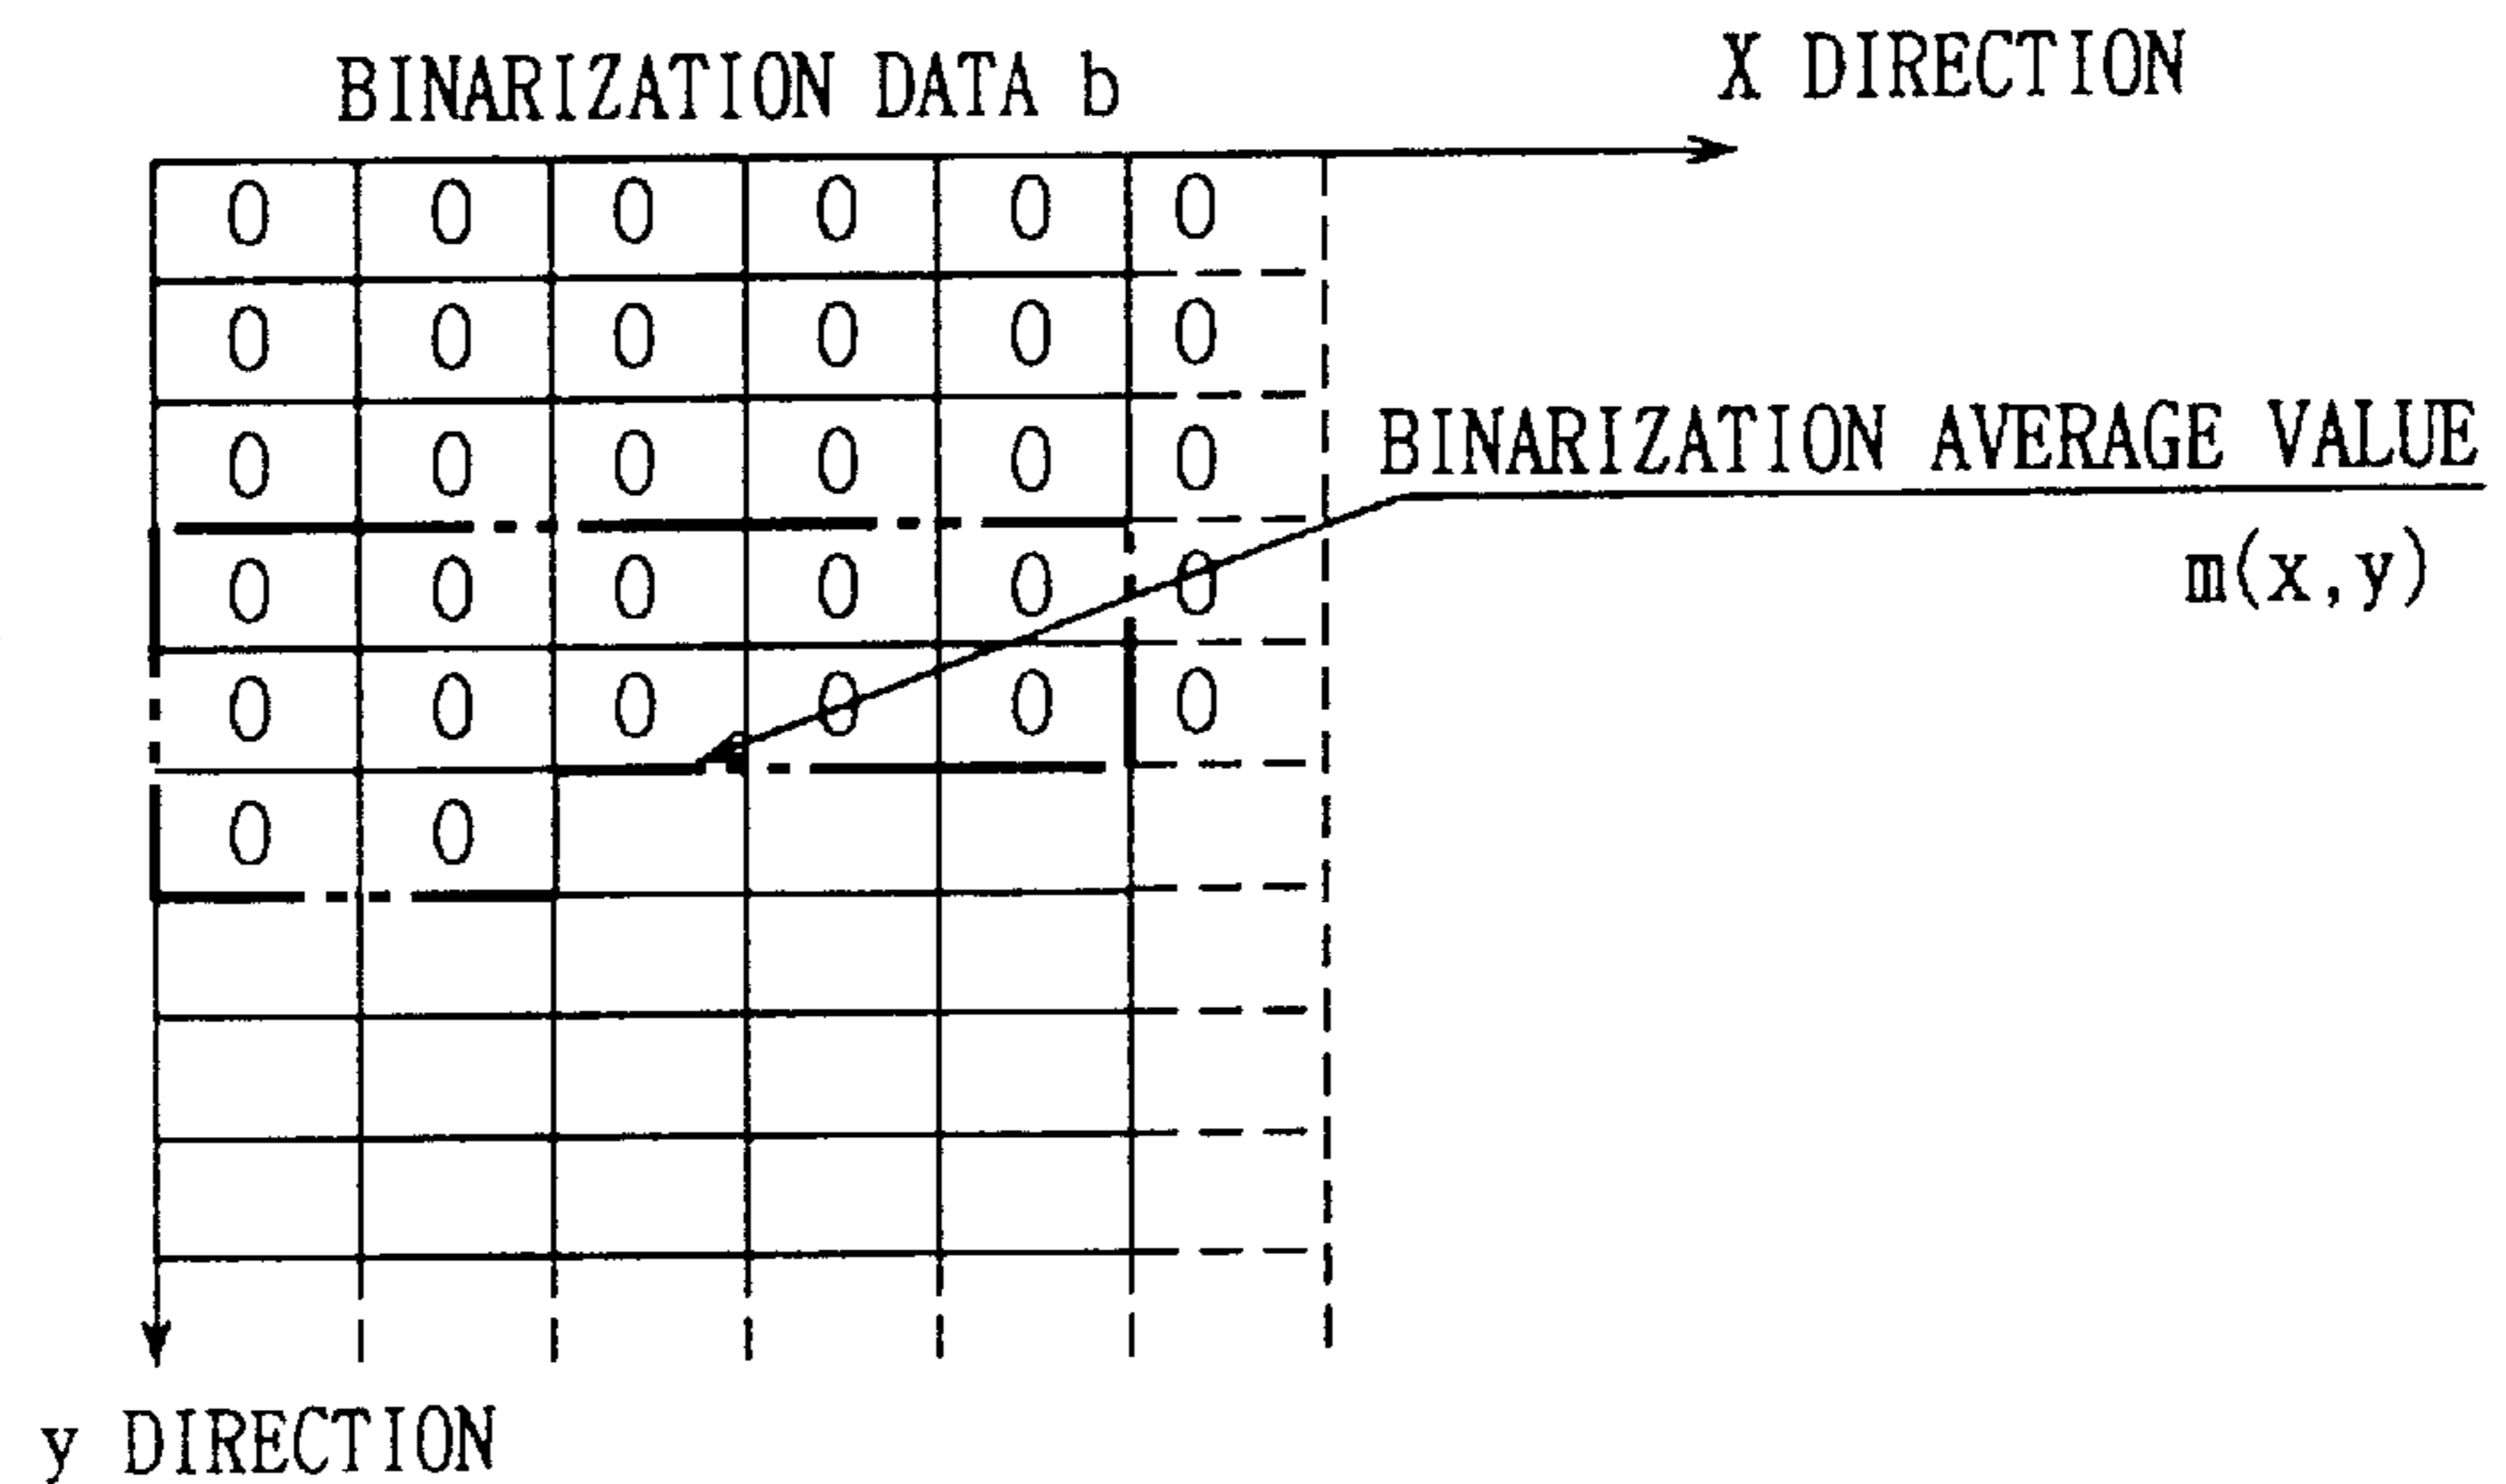 BINARIZATION DATA b
X DIRECTION
0 0 0 0 0 0
0 0 0 0 0 0
0 0 0 0 0 0
BINARIZATION AVERAGE VALUE
m(x,y)
0 0 0 0 0 0
0 0 0 0 0 0
0 0
y DIRECTION